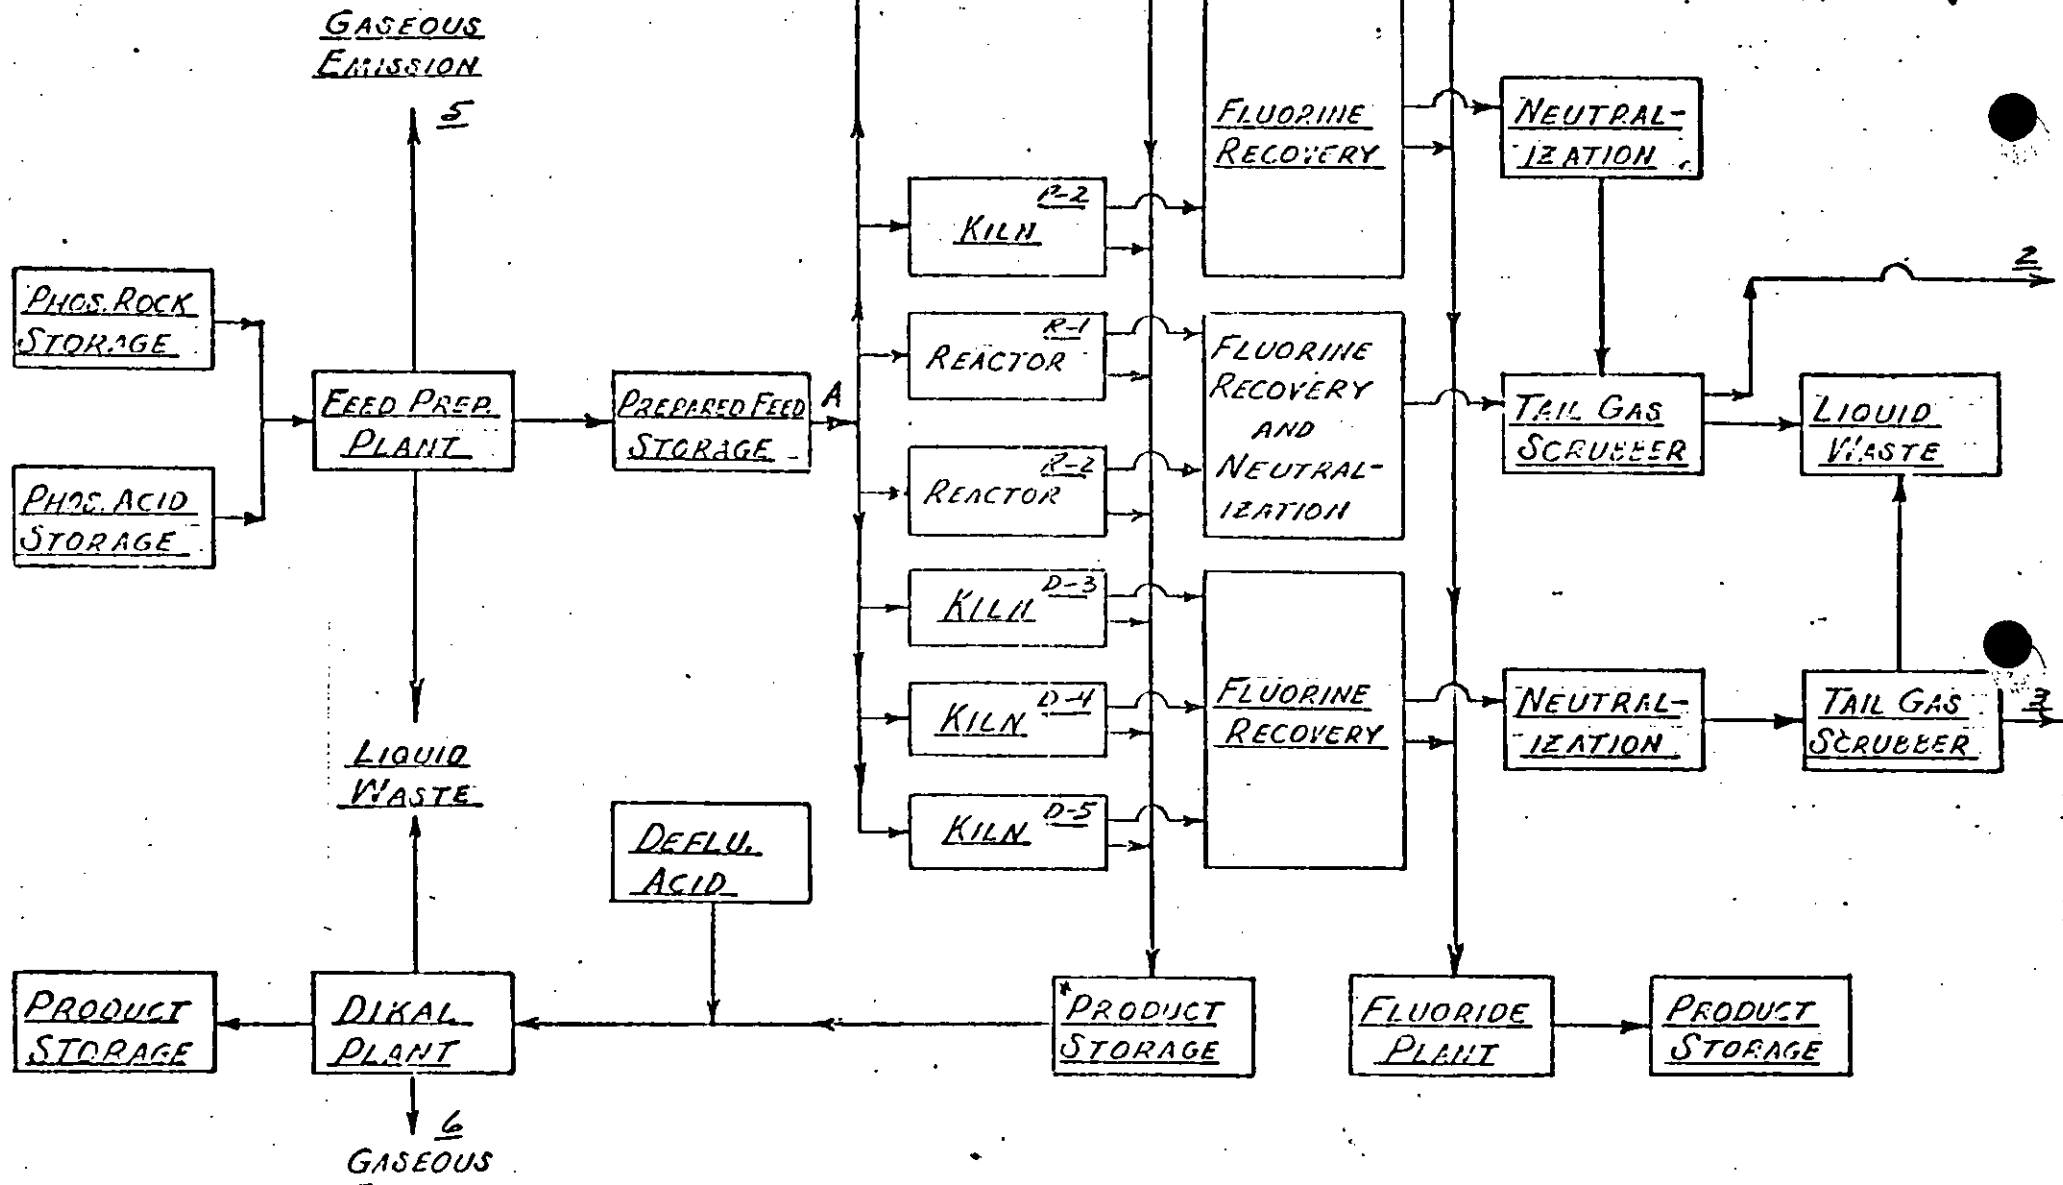 GASEOUS
EMISSION
5
PHOS. ROCK
STORAGE
PHOS. ACID
STORAGE
FEED PREP.
PLANT
PREPARED FEED
STORAGE
A
LIQUID
WASTE
DEFLU.
ACID
PRODUCT
STORAGE
DIKAL
PLANT
6
GASEOUS
P-2
KILN
R-1
REACTOR
R-2
REACTOR
D-3
KILN
D-4
KILN
D-5
KILN
FLUORINE
RECOVERY
FLUORINE
RECOVERY
AND
NEUTRAL-
IZATION
FLUORINE
RECOVERY
NEUTRAL-
IZATION
TAIL GAS
SCRUBBER
2
LIQUID
WASTE
NEUTRAL-
IZATION
TAIL GAS
SCRUBBER
3
*PRODUCT
STORAGE
FLUORIDE
PLANT
PRODUCT
STORAGE